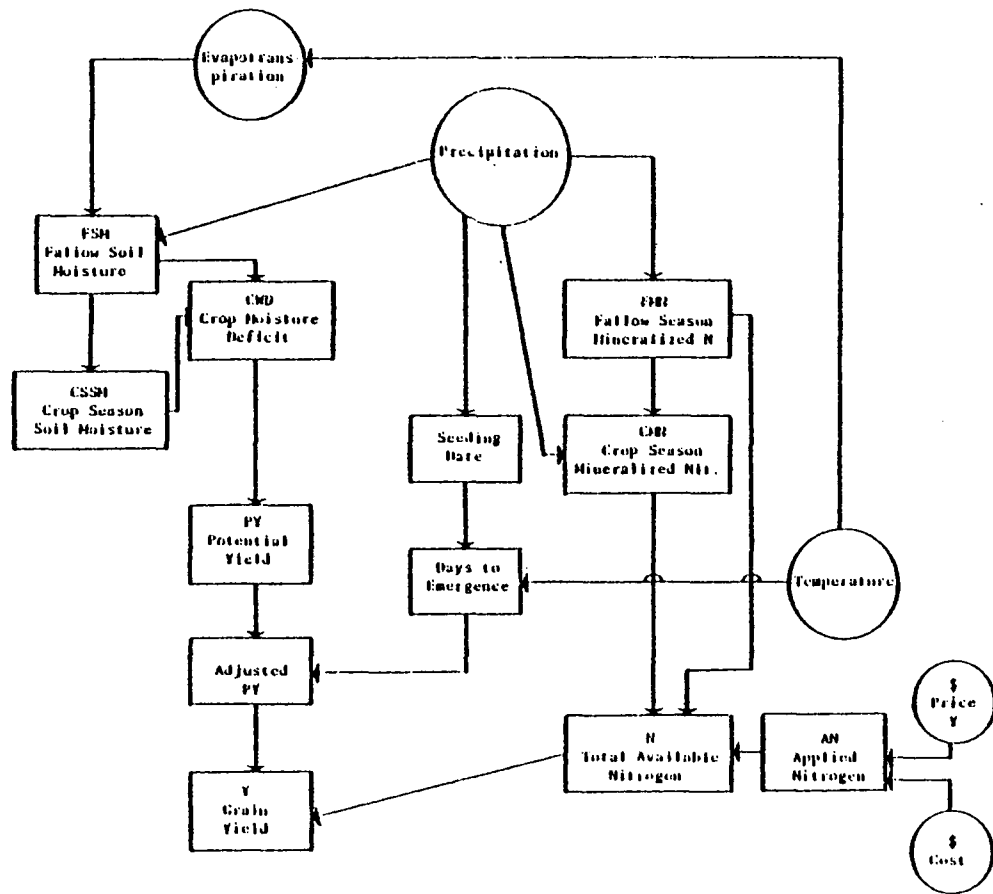 Evapotrans
piration
Precipitation
FSM
Fallow Soil
Moisture
CMD
Crop Moisture
Deficit
CSSM
Crop Season
Soil Moisture
FMR
Fallow Season
Mineralized N
Seeding
Date
CMR
Crop Season
Mineralized Nit.
PY
Potential
Yield
Days to
Emergence
Temperature
Adjusted
PY
$
Price
Y
N
Total Available
Nitrogen
AN
Applied
Nitrogen
Y
Grain
Yield
$
Cost